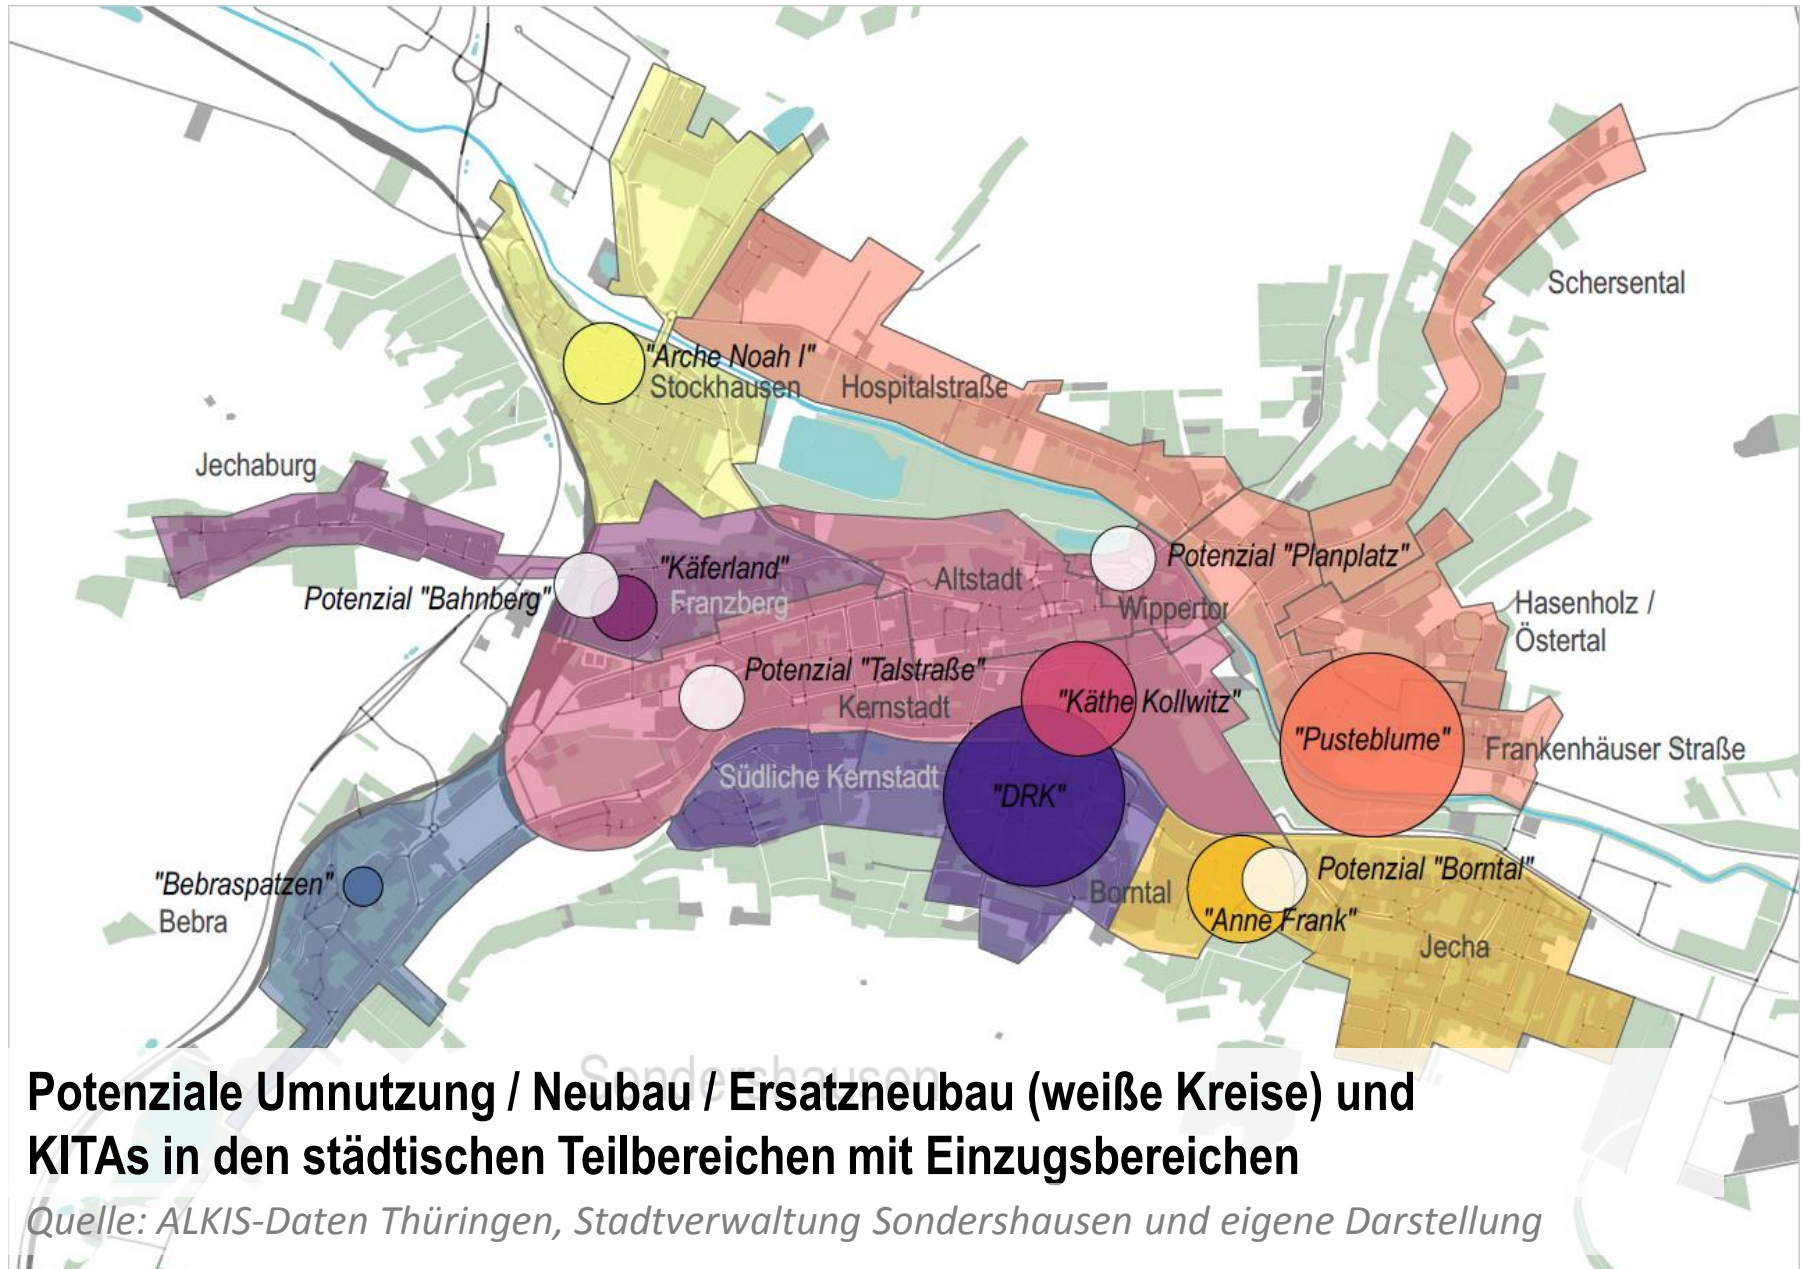 Schersental
"Arche Noah I"
Stockhausen
Hospitalstraße
Jechaburg
"Käferland"
Potenzial "Bahnberg"
Franzberg
Altstadt
Potenzial "Planplatz"
Wippertor
Hasenholz /
Östertal
Potenzial "Talstraße"
Kernstadt
"Käthe Kollwitz"
"Pusteblume"
Frankenhäuser Straße
Südliche Kernstadt
"DRK"
"Bebraspatzen"
Bebra
Borntal
Potenzial "Borntal"
"Anne Frank"
Jecha
Sondershausen
Potenziale Umnutzung / Neubau / Ersatzneubau (weiße Kreise) und
KITAs in den städtischen Teilbereichen mit Einzugsbereichen
Quelle: ALKIS-Daten Thüringen, Stadtverwaltung Sondershausen und eigene Darstellung